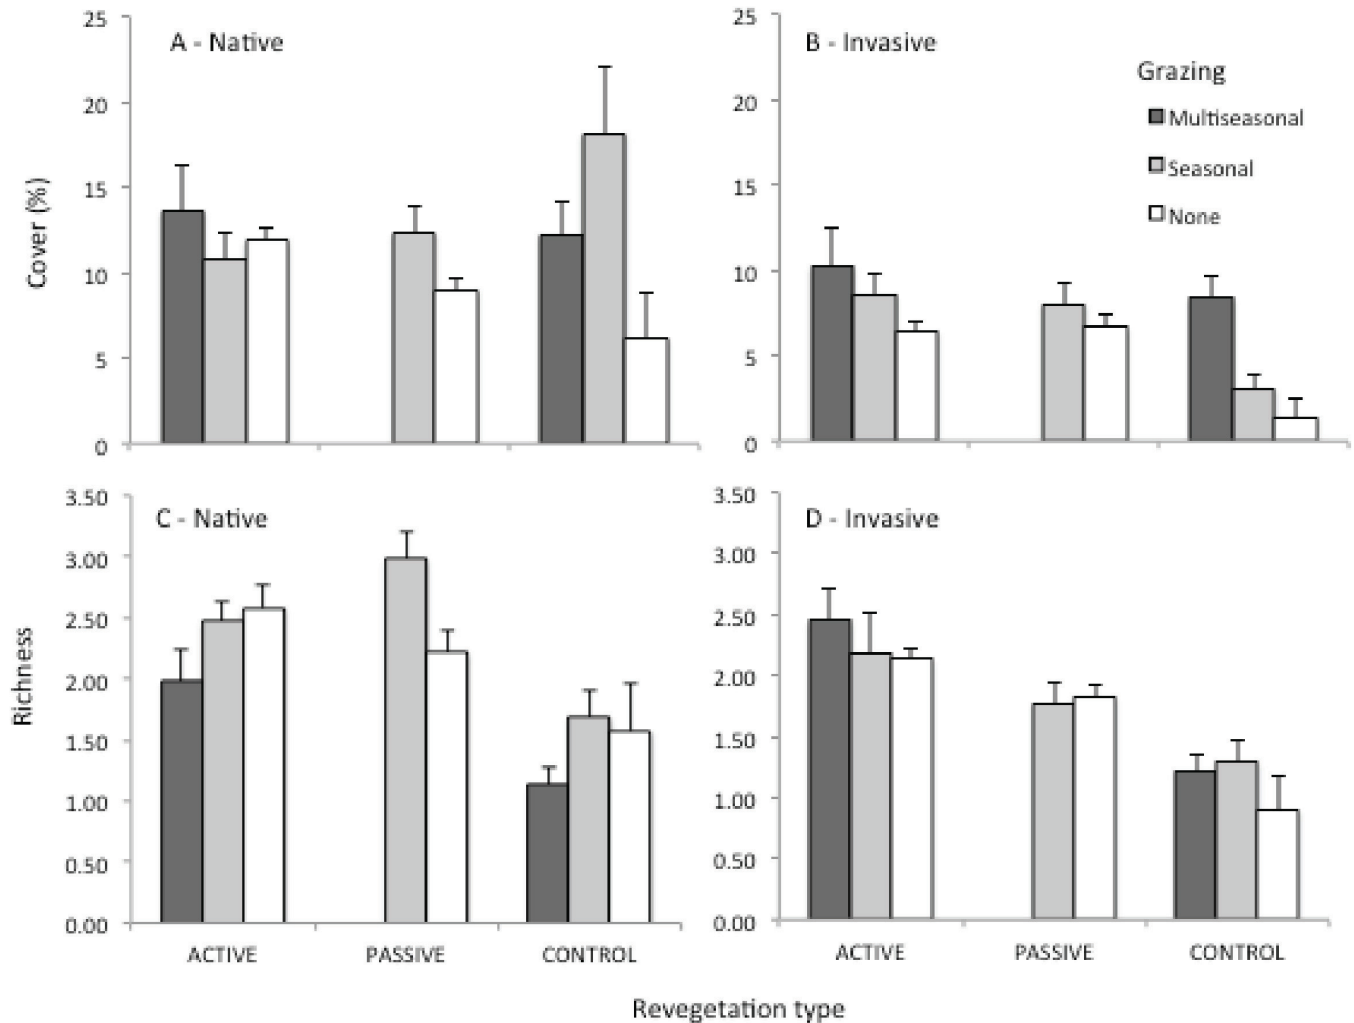 A - Native
B - Invasive
Grazing
Multiseasonal
Seasonal
None
Cover (%)
25
20
15
10
5
0
25
20
15
10
5
0
C - Native
D - Invasive
Richness
3.50
3.00
2.50
2.00
1.50
1.00
0.50
0.00
3.50
3.00
2.50
2.00
1.50
1.00
0.50
0.00
ACTIVE PASSIVE CONTROL
ACTIVE PASSIVE CONTROL
Revegetation type